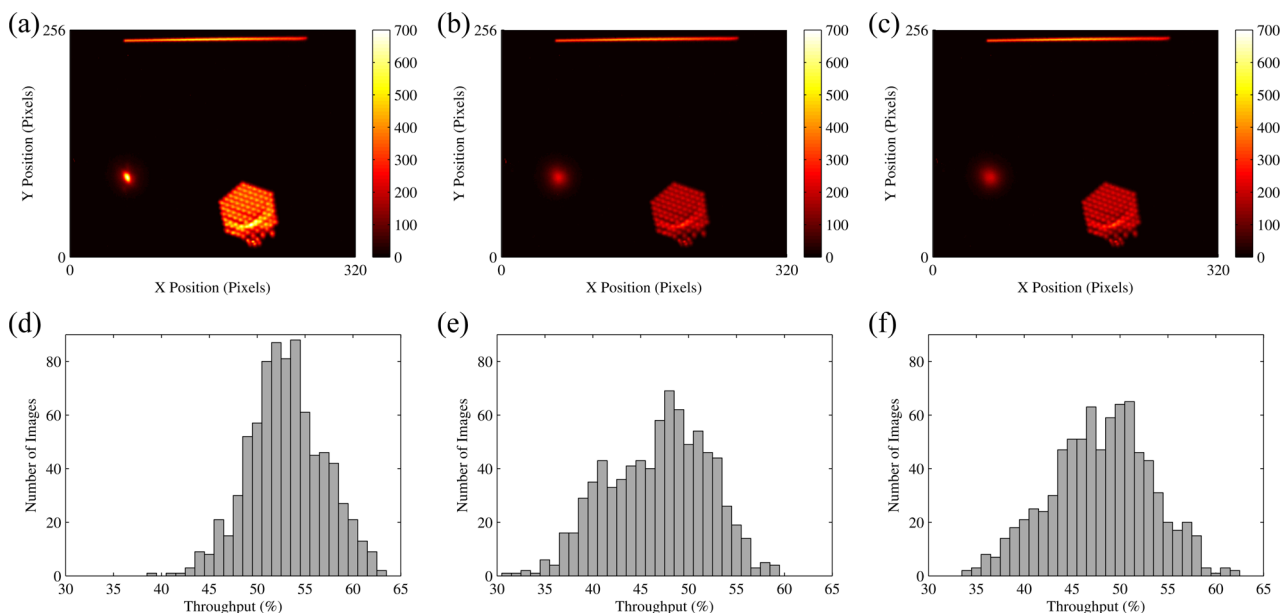 (a)
256
0
0
320
X Position (Pixels)
Y Position (Pixels)
700
600
500
400
300
200
100
0
(b)
256
0
0
320
X Position (Pixels)
Y Position (Pixels)
700
600
500
400
300
200
100
0
(c)
256
0
0
320
X Position (Pixels)
Y Position (Pixels)
700
600
500
400
300
200
100
0
(d)
80
60
40
20
0
30 35 40 45 50 55 60 65
Throughput (%)
Number of Images
(e)
80
60
40
20
0
30 35 40 45 50 55 60 65
Throughput (%)
Number of Images
(f)
80
60
40
20
0
30 35 40 45 50 55 60 65
Throughput (%)
Number of Images